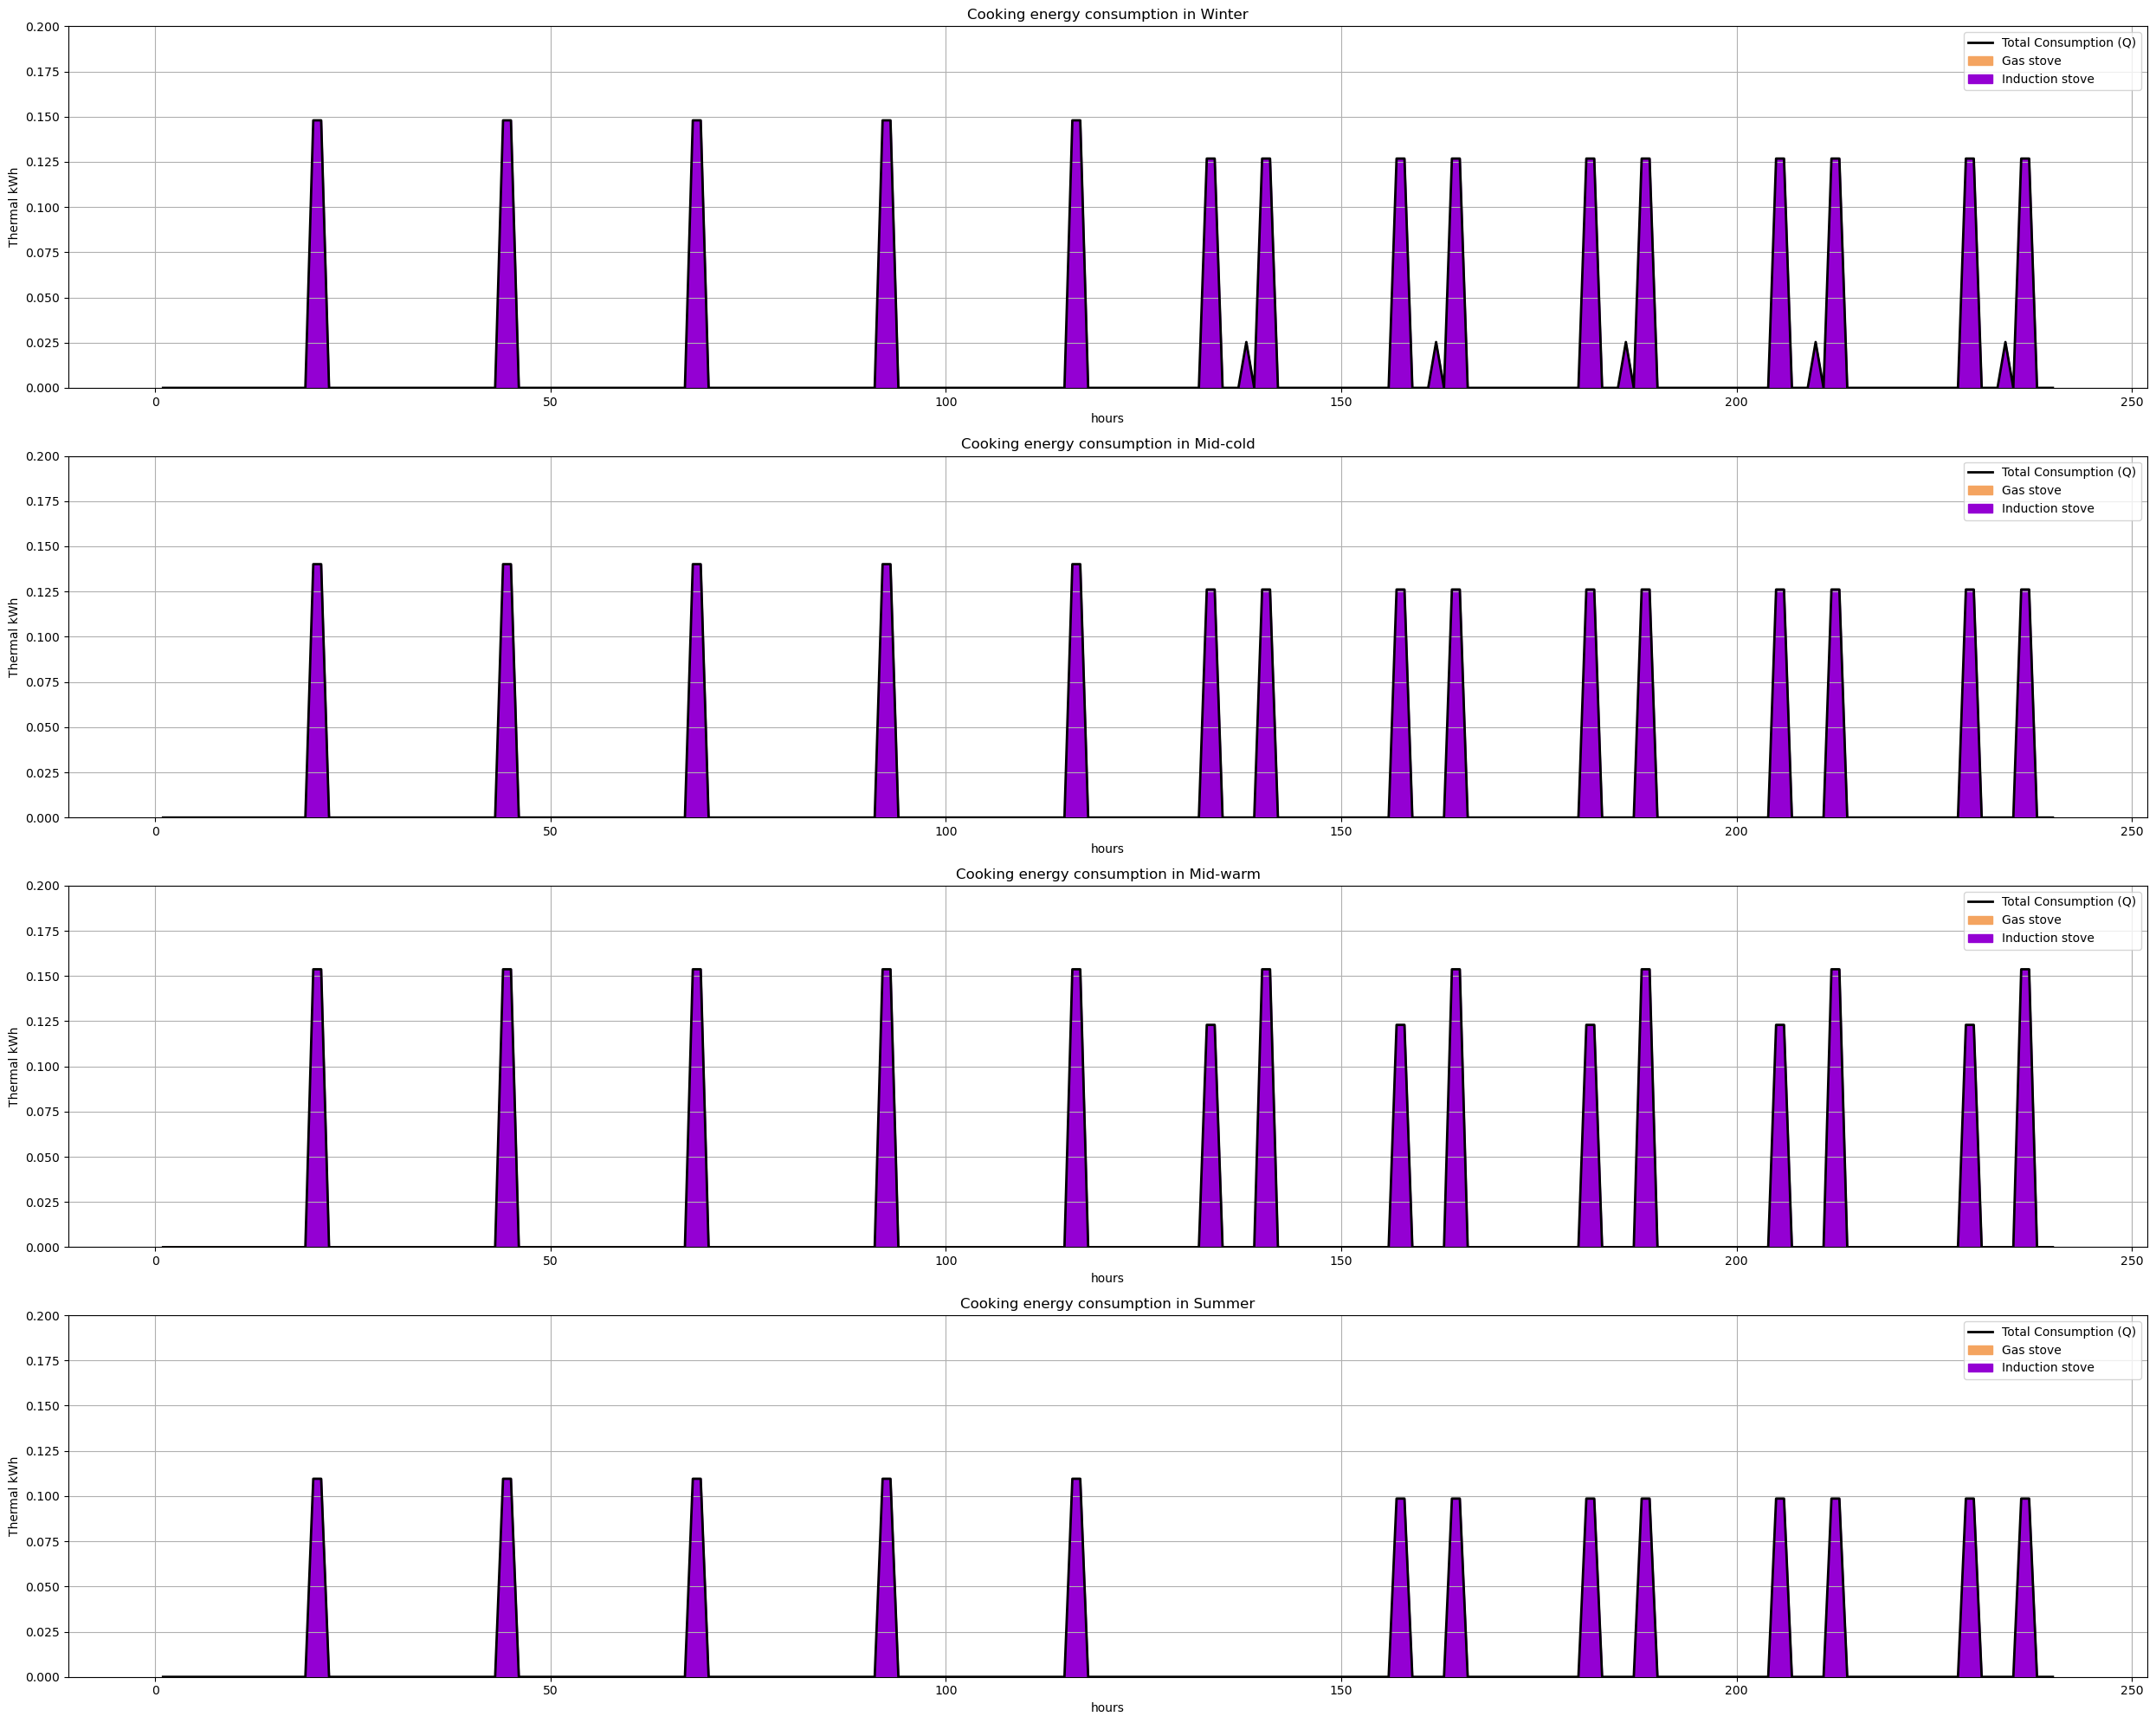 Cooking energy consumption in Winter
0.200
0.175
0.150
0.125
0.100
0.075
0.050
0.025
0.000
Thermal kWh
Total Consumption (Q)
Gas stove
Induction stove
0 50 100 150 200 250
hours
Cooking energy consumption in Mid-cold
0.200
0.175
0.150
0.125
0.100
0.075
0.050
0.025
0.000
Thermal kWh
Total Consumption (Q)
Gas stove
Induction stove
0 50 100 150 200 250
hours
Cooking energy consumption in Mid-warm
0.200
0.175
0.150
0.125
0.100
0.075
0.050
0.025
0.000
Thermal kWh
Total Consumption (Q)
Gas stove
Induction stove
0 50 100 150 200 250
hours
Cooking energy consumption in Summer
0.200
0.175
0.150
0.125
0.100
0.075
0.050
0.025
0.000
Thermal kWh
Total Consumption (Q)
Gas stove
Induction stove
0 50 100 150 200 250
hours